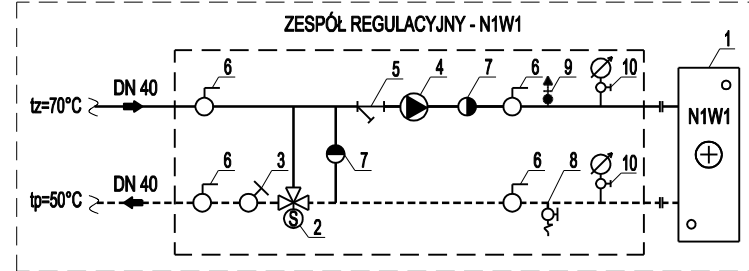 ZESPÓŁ REGULACYJNY - N1W1
1
6
5
4
7
6
9
10
tz=70°C
DN 40
N1W1
6
3
7
6
8
10
tp=50°C
DN 40
S
2